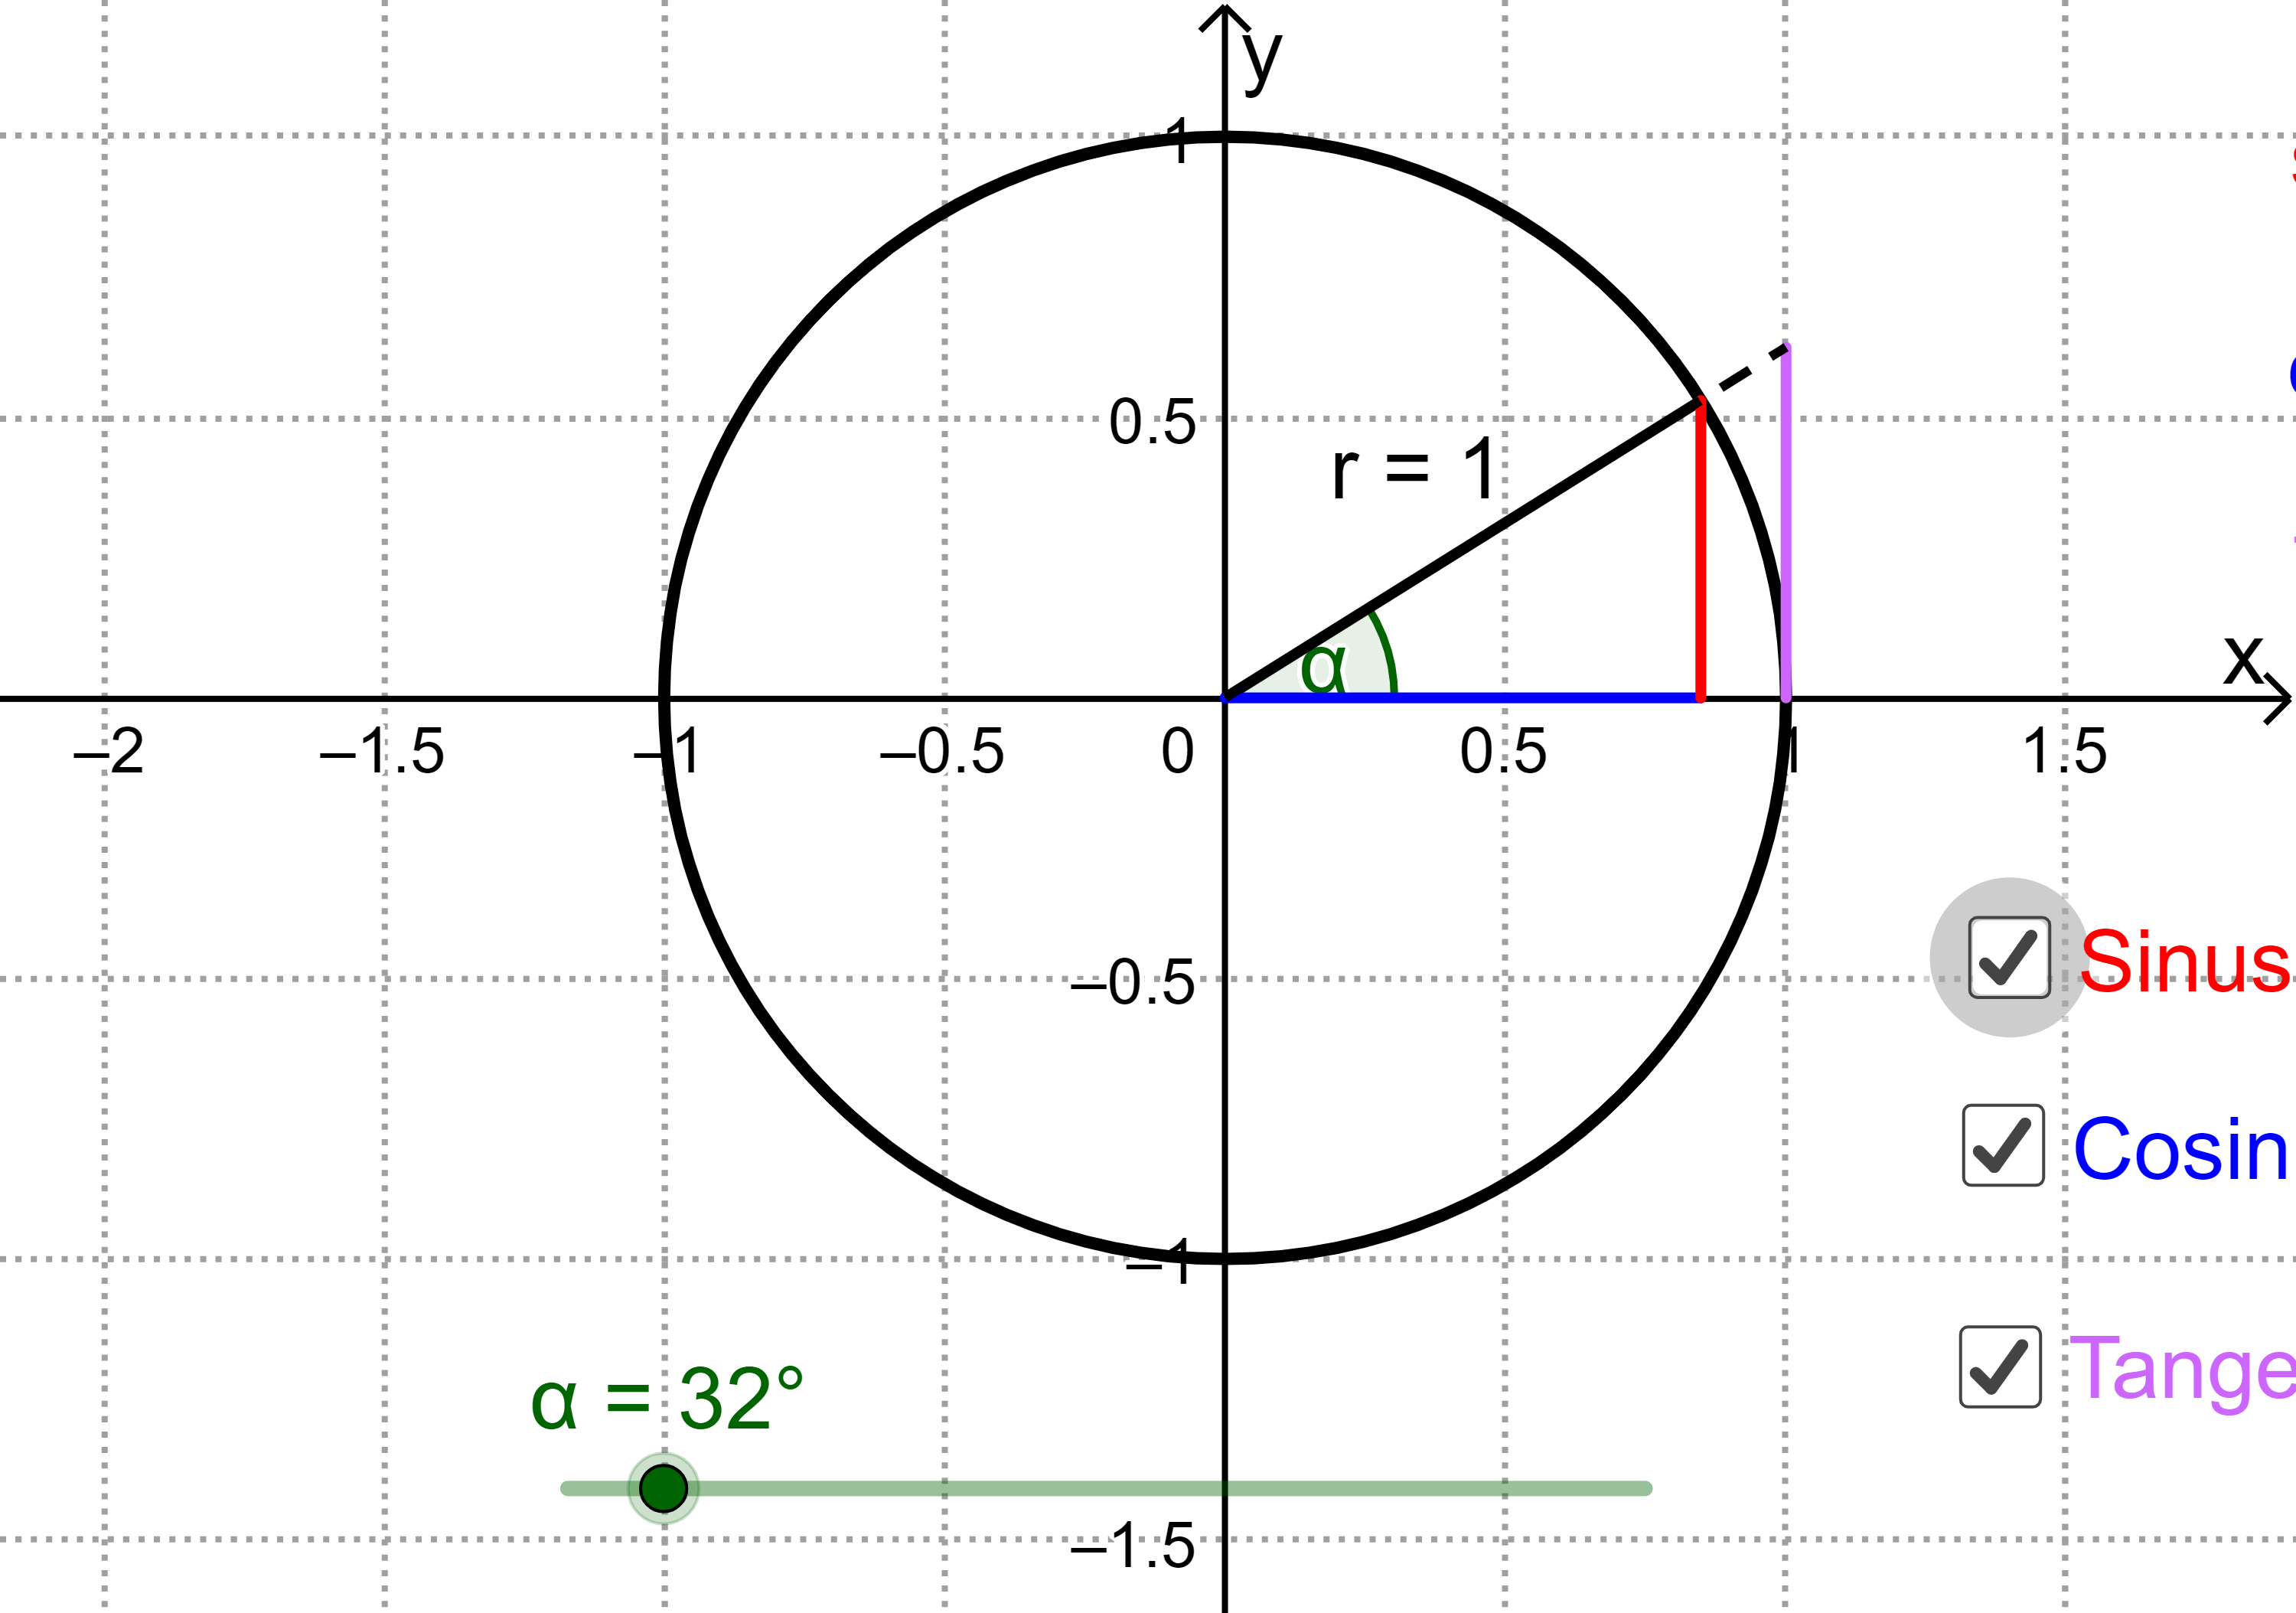 y
1
0.5
r = 1
α
x
–2
–1.5
–1
–0.5
0
0.5
1
1.5
Sinus
–0.5
Cosin
–1
Tange
α = 32°
–1.5